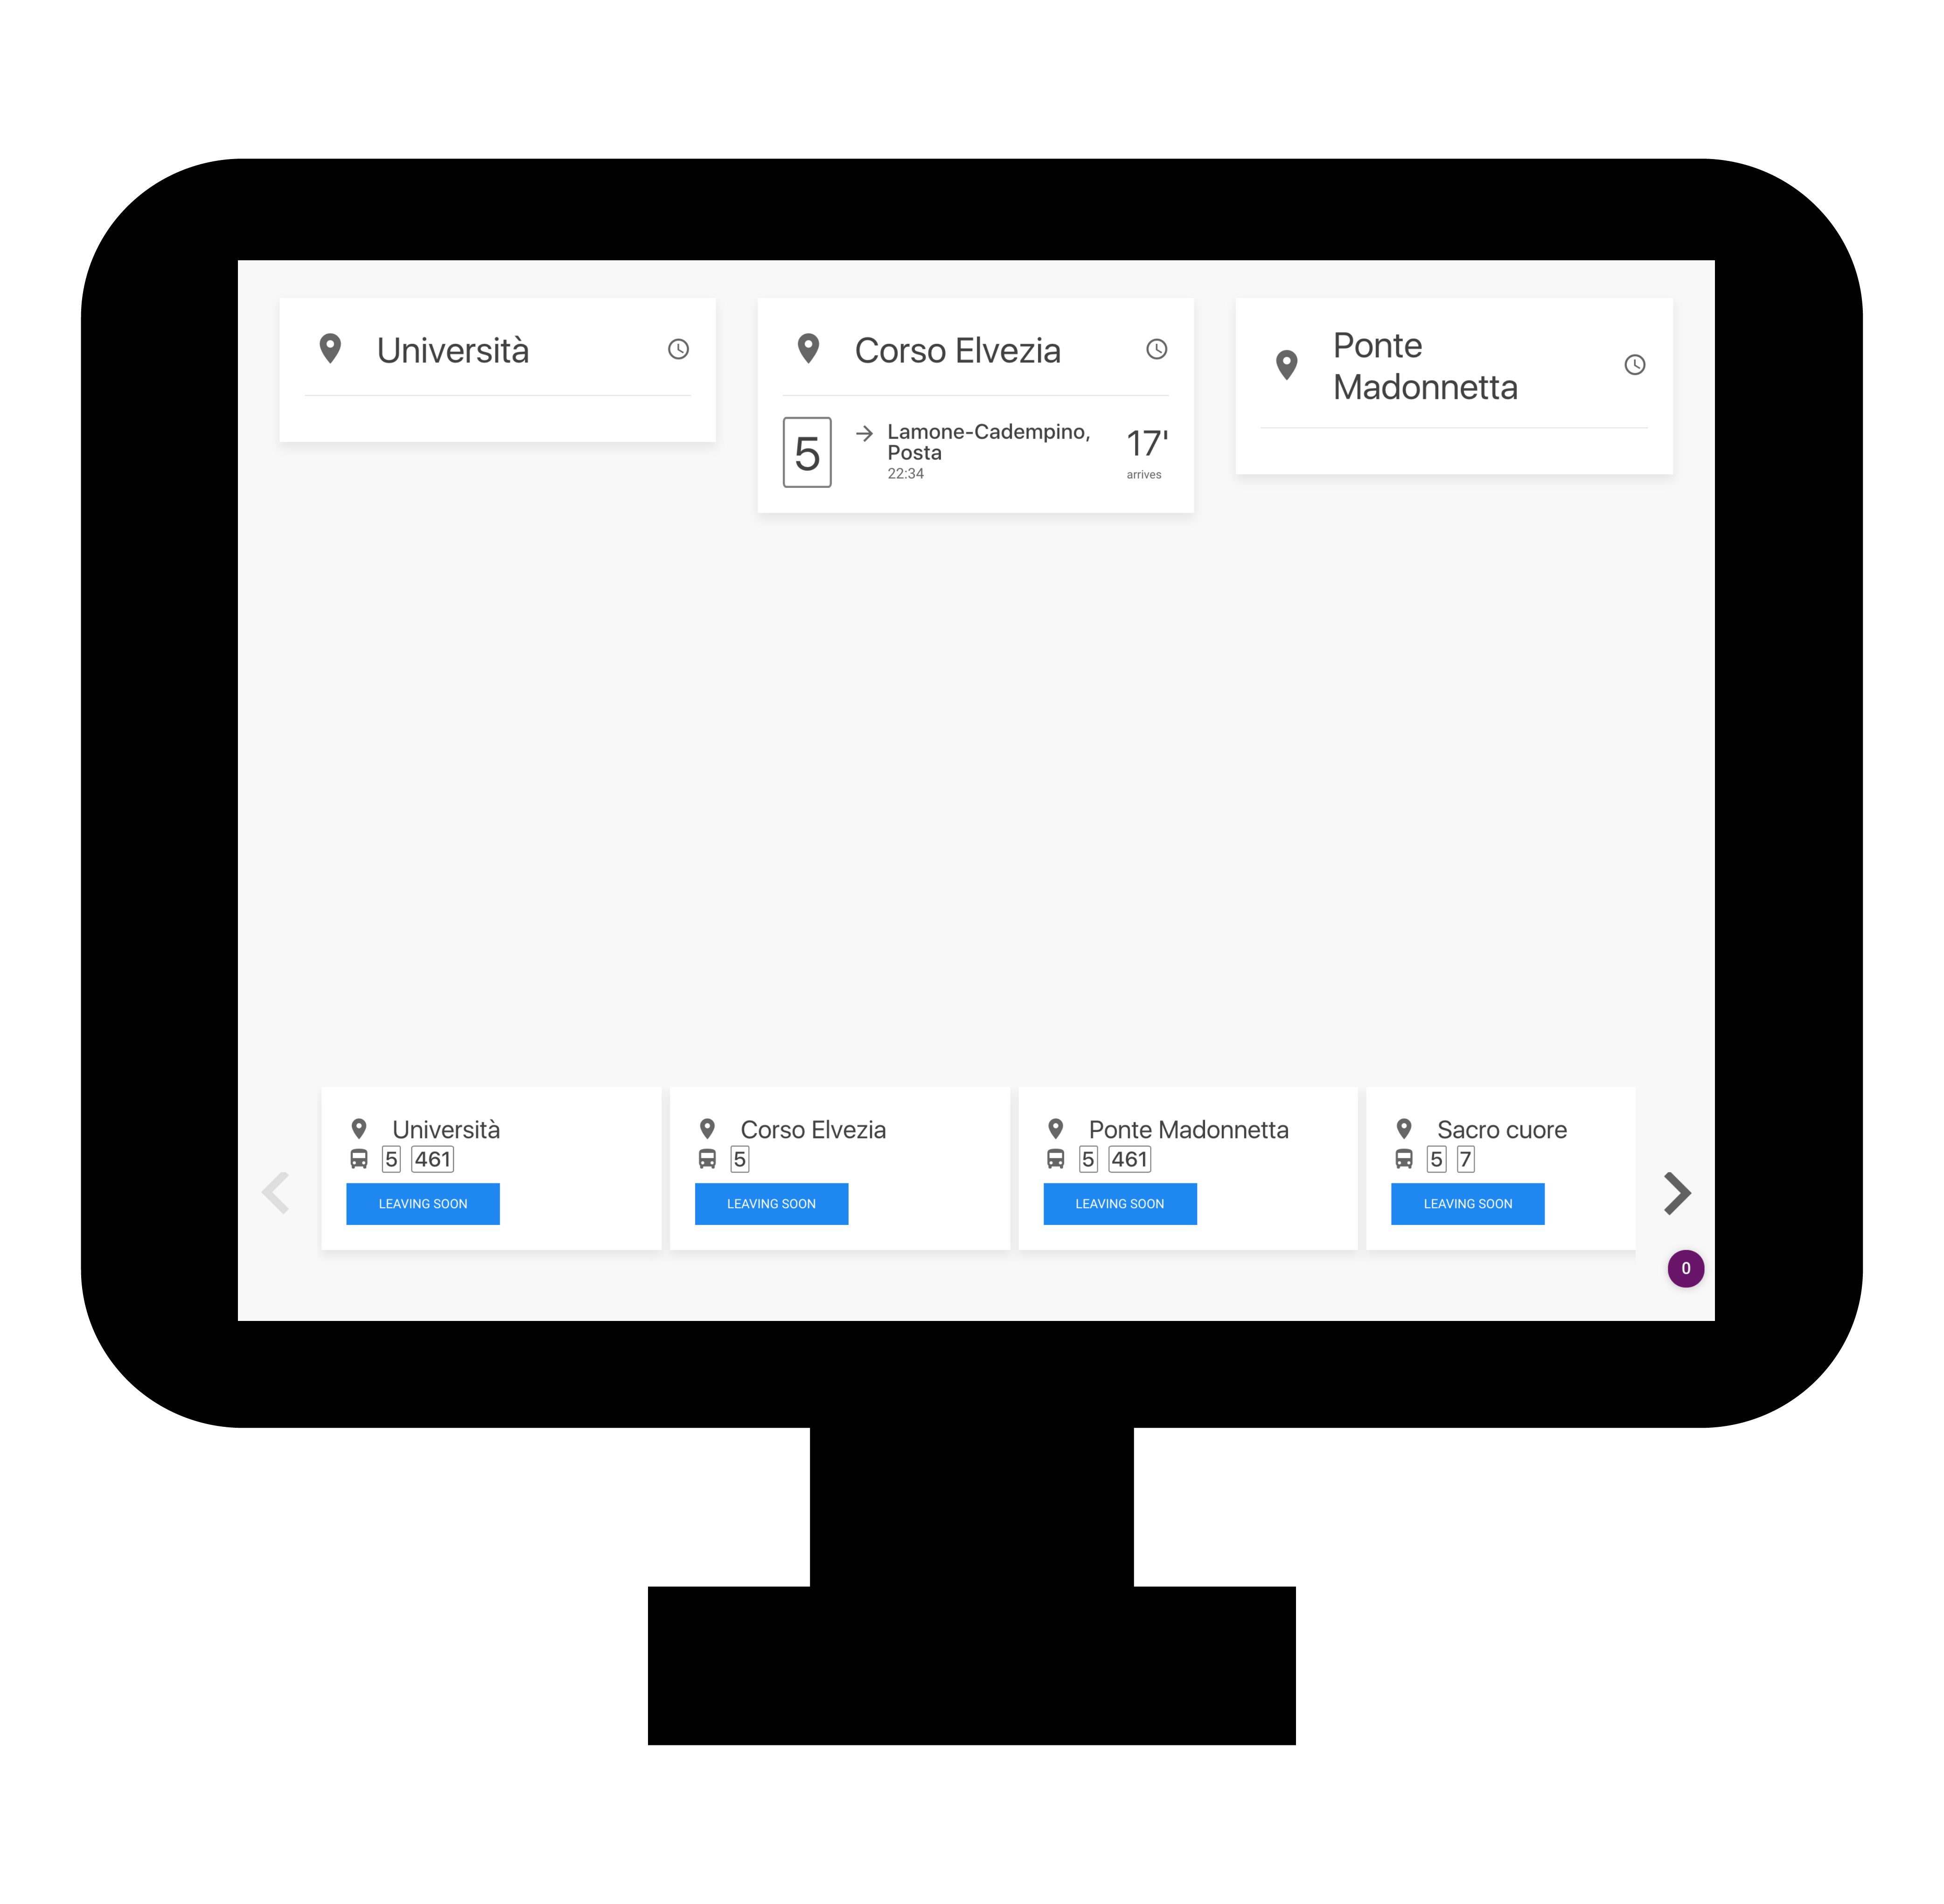 Università
Corso Elvezia
5
Lamone-Cadempino,
Posta
22:34
17'
arrives
Ponte
Madonnetta
Università
5 461
LEAVING SOON
Corso Elvezia
5
LEAVING SOON
Ponte Madonnetta
5 461
LEAVING SOON
Sacro cuore
5 7
LEAVING SOON
0